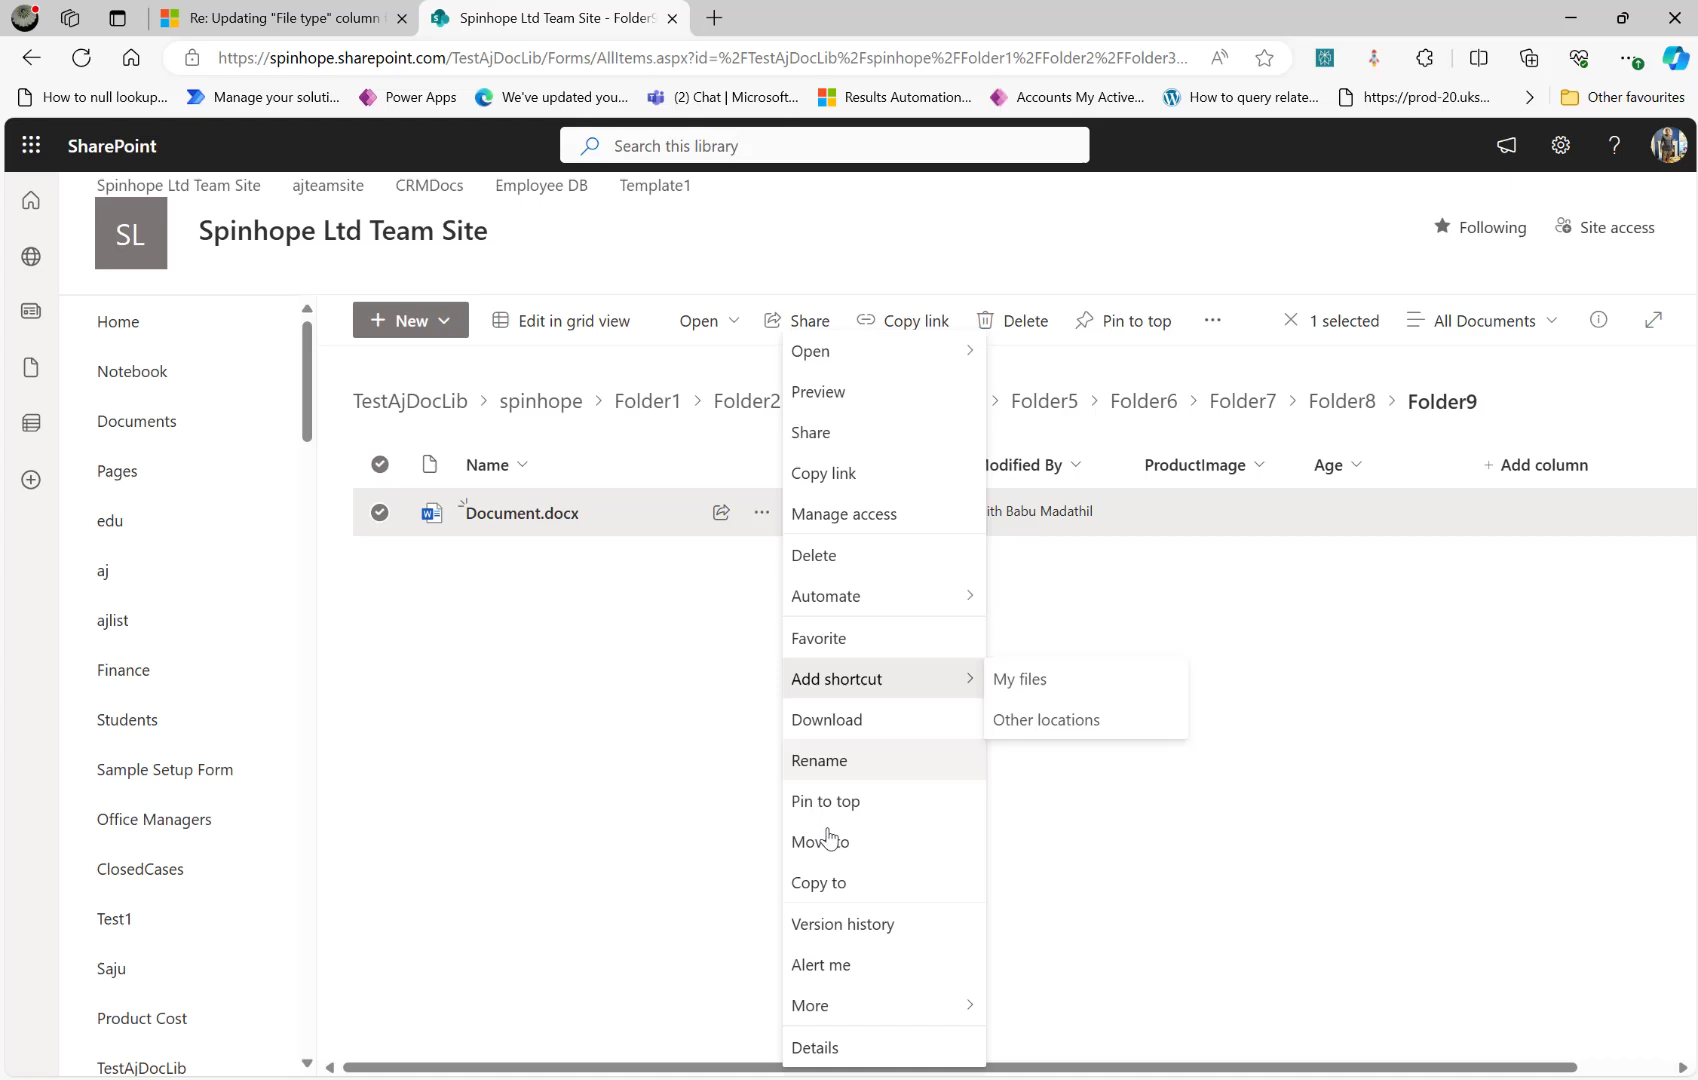 Re: Updating "File type" column
Spinhope Ltd Team Site - Folder9
https://spinhope.sharepoint.com/TestAjDocLib/Forms/AllItems.aspx?id=%2FTestAjDocLib%2Fspinhope%2FFolder1%2FFolder2%2FFolder3...
How to null lookup...
Manage your soluti...
Power Apps
We've updated you...
(2) Chat | Microsoft...
Results Automation...
Accounts My Active...
How to query relate...
https://prod-20.uks...
Other favourites
SharePoint
Search this library
Spinhope Ltd Team Site
ajteamsite
CRMDocs
Employee DB
Template1
SL
Spinhope Ltd Team Site
Following
Site access
Home
Notebook
Documents
Pages
edu
aj
ajlist
Finance
Students
Sample Setup Form
Office Managers
ClosedCases
Test1
Saju
Product Cost
TestAjDocLib
New
Edit in grid view
Open
Share
Copy link
Delete
Pin to top
1 selected
All Documents
TestAjDocLib > spinhope > Folder1 > Folder2 > Folder5 > Folder6 > Folder7 > Folder8 > Folder9
Name
Modified By
ProductImage
Age
+ Add column
Document.docx
ith Babu Madathil
Open
Preview
Share
Copy link
Manage access
Delete
Automate
Favorite
Add shortcut
My files
Other locations
Download
Rename
Pin to top
Move to
Copy to
Version history
Alert me
More
Details